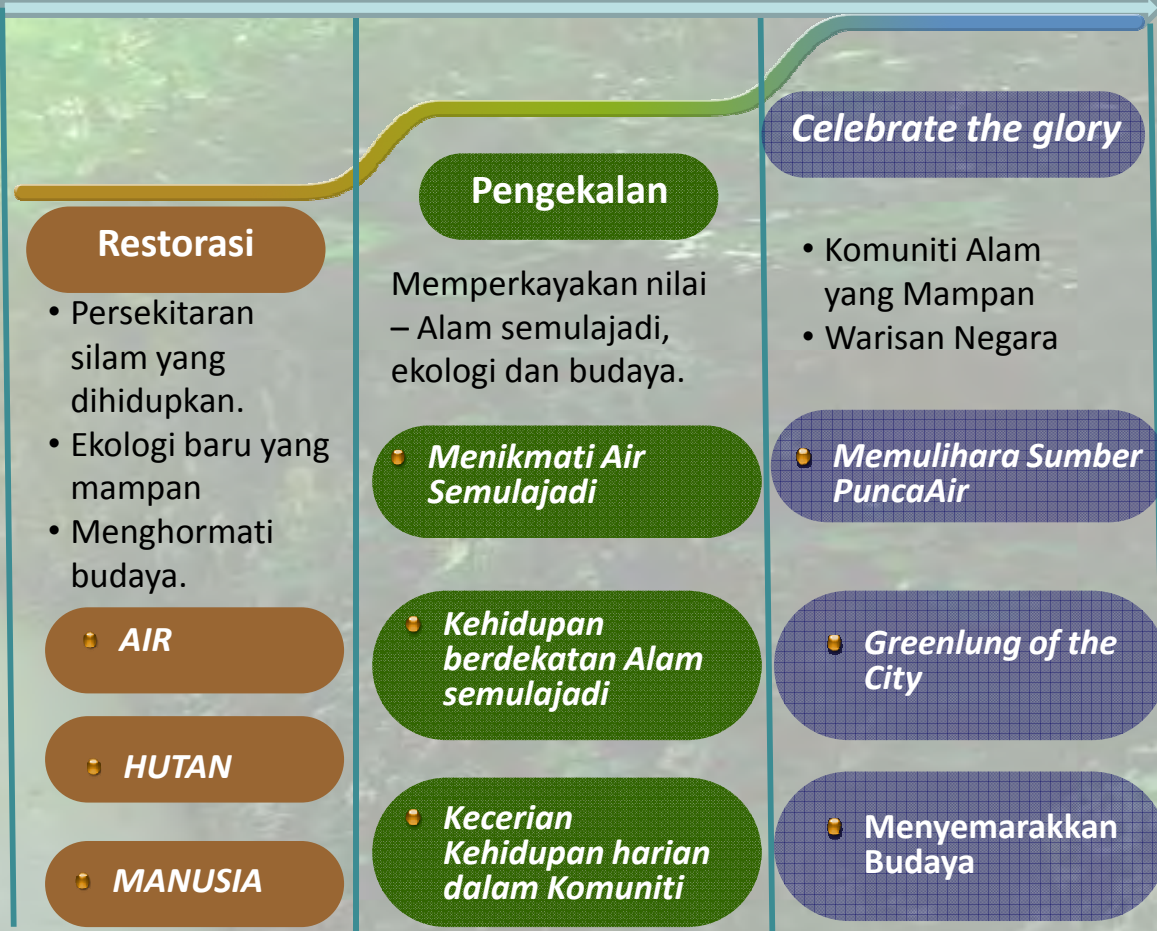 Restorasi
• Persekitaran
silam yang
dihidupkan.
• Ekologi baru yang
mampan
• Menghormati
budaya.
AIR
HUTAN
MANUSIA
Pengekalan
Memperkayakan nilai
– Alam semulajadi,
ekologi dan budaya.
Menikmati Air
Semulajadi
Kehidupan
berdekatan Alam
semulajadi
Kecerian
Kehidupan harian
dalam Komuniti
Celebrate the glory
• Komuniti Alam
yang Mampan
• Warisan Negara
Memulihara Sumber
PuncaAir
Greenlung of the
City
Menyemarakkan
Budaya